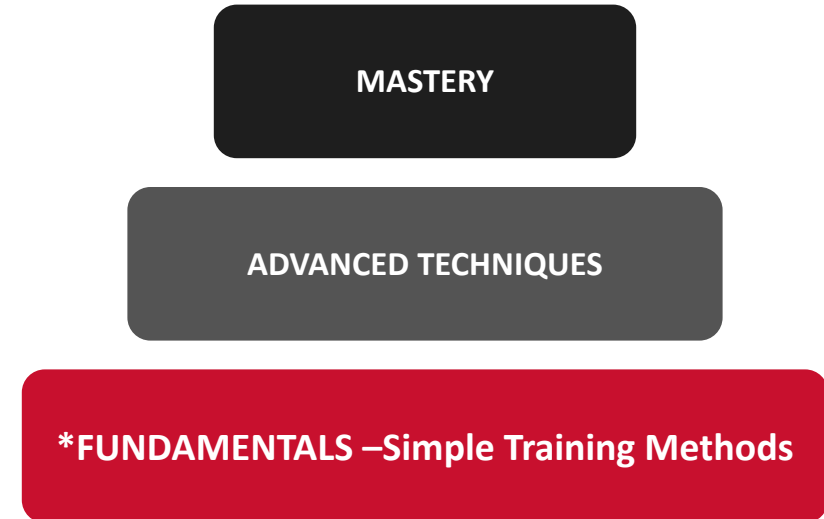 MASTERY
ADVANCED TECHNIQUES
*FUNDAMENTALS –Simple Training Methods